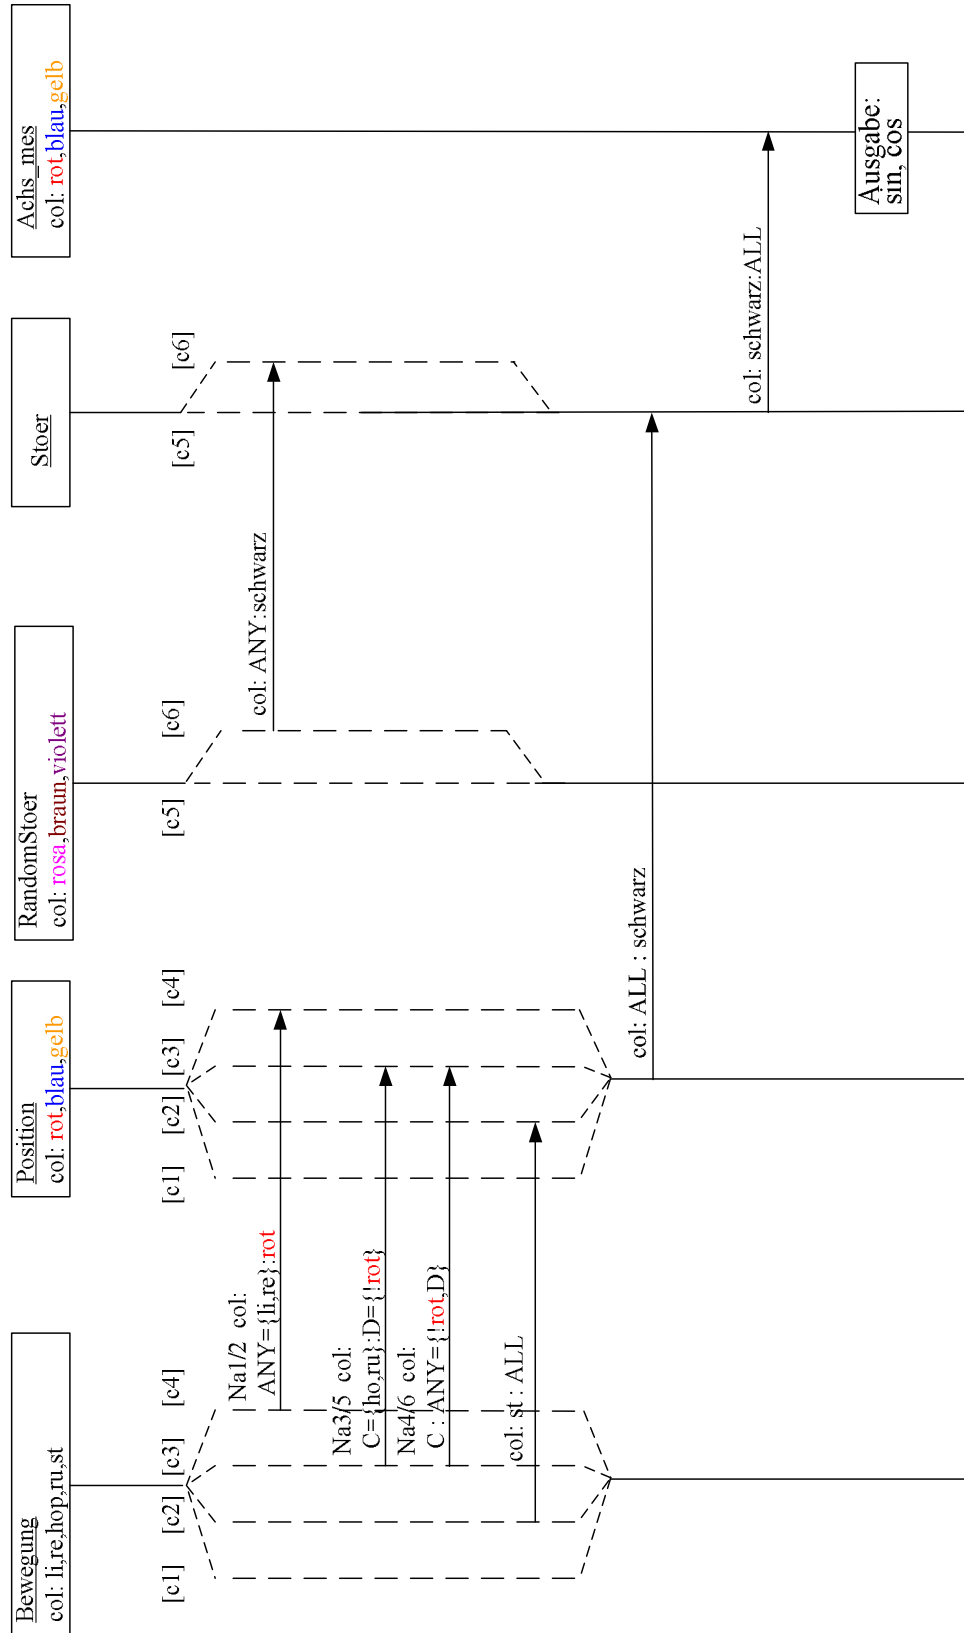 Bewegung
col: li,re,hop,ru,st
Position
col: rot,blau,gelb
RandomStoer
col: rosa,braun,violett
Stoer
Achs_mes
col: rot,blau,gelb
[c1]
[c2]
[c3]
[c4]
[c1]
[c2]
[c3]
[c4]
[c5]
[c6]
[c5]
[c6]
Na1/2 col:
ANY={li,re}:rot
col: ANY:schwarz
Na3/5 col:
C={ho,ru}:D={!rot}
Na4/6 col:
C : ANY={!rot,D}
col: st : ALL
col: ALL : schwarz
col: schwarz:ALL
Ausgabe:
sin, cos